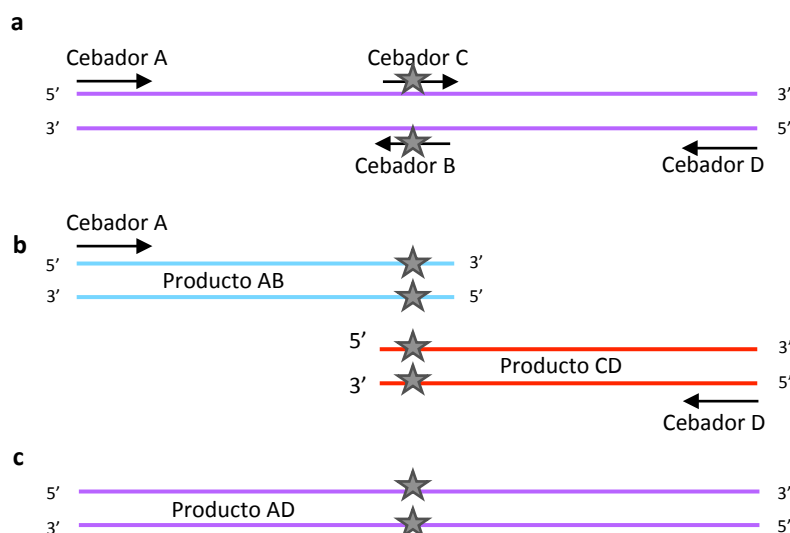 a
Cebador A Cebador C
5’ 3’
3’ 5’
Cebador B Cebador D
Cebador A
b
5’ 3’
Producto AB
3’ 5’
5’ 3’
Producto CD
3’ 5’
Cebador D
c
5’ 3’
Producto AD
3’ 5’